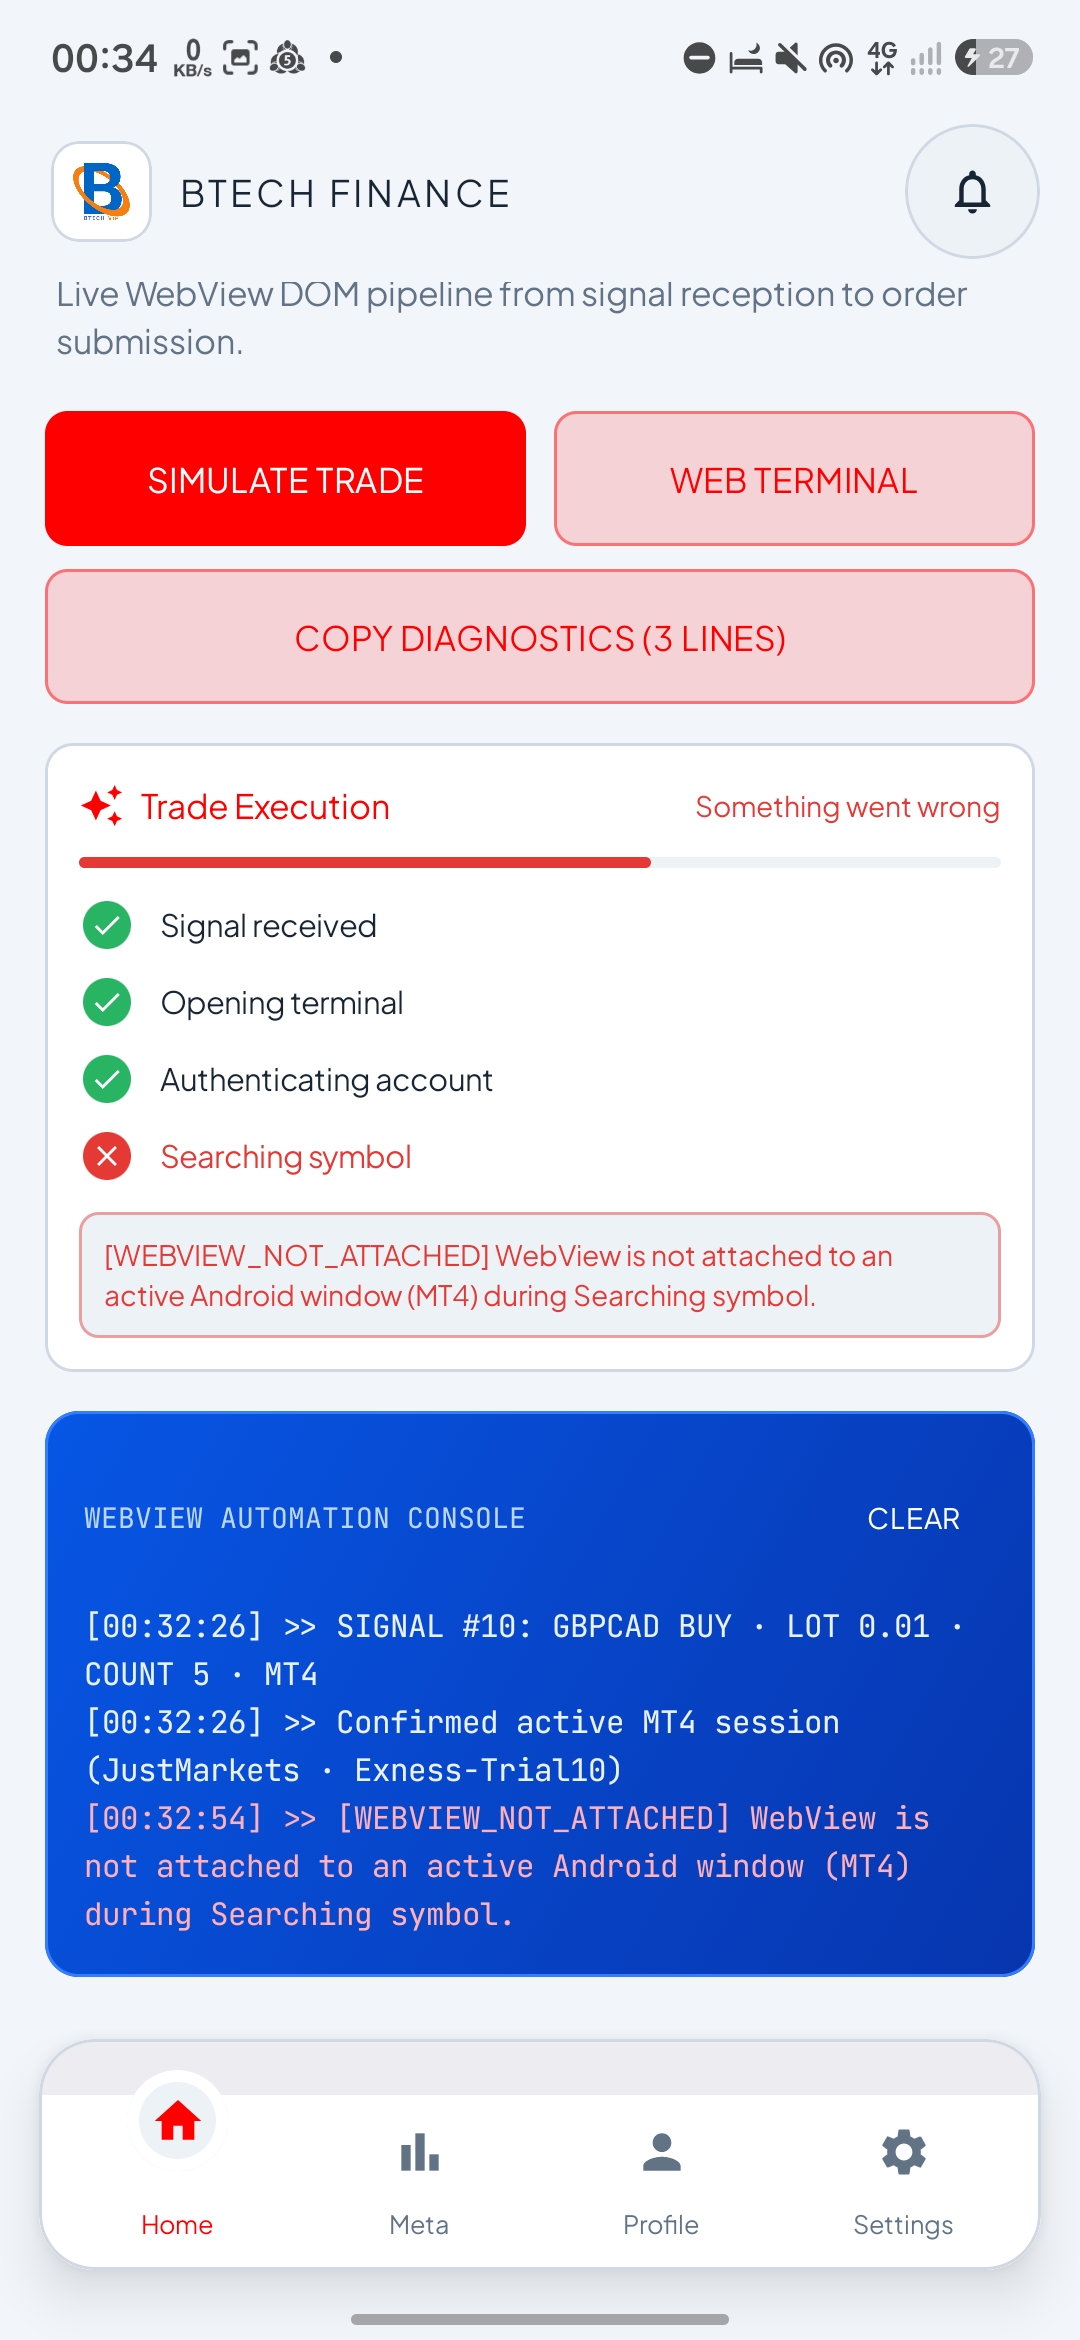 00:34
0
KB/s
5
4G
27
B
BTECH FINANCE
Live WebView DOM pipeline from signal reception to order
submission.
SIMULATE TRADE
WEB TERMINAL
COPY DIAGNOSTICS (3 LINES)
Trade Execution
Something went wrong
Signal received
Opening terminal
Authenticating account
Searching symbol
[WEBVIEW_NOT_ATTACHED] WebView is not attached to an
active Android window (MT4) during Searching symbol.
WEBVIEW AUTOMATION CONSOLE
CLEAR
[00:32:26] >> SIGNAL #10: GBPCAD BUY · LOT 0.01 ·
COUNT 5 · MT4
[00:32:26] >> Confirmed active MT4 session
(JustMarkets · Exness-Trial10)
[00:32:54] >> [WEBVIEW_NOT_ATTACHED] WebView is
not attached to an active Android window (MT4)
during Searching symbol.
Home
Meta
Profile
Settings